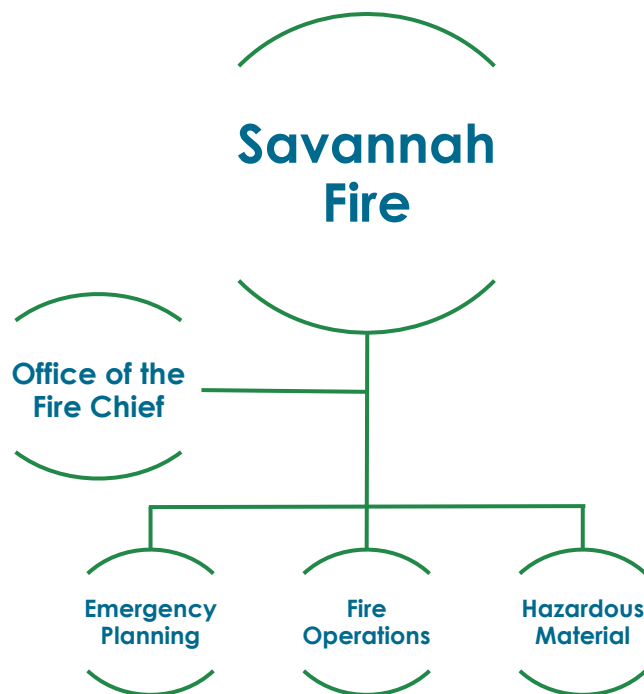 Savannah
Fire
Office of the
Fire Chief
Emergency
Planning
Fire
Operations
Hazardous
Material